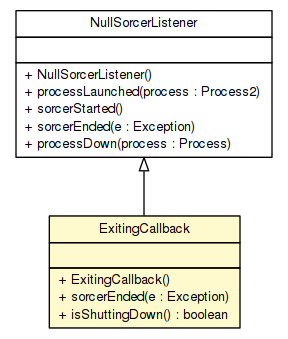 NullSorcerListener
+ NullSorcerListener()
+ processLaunched(process : Process2)
+ sorcerStarted()
+ sorcerEnded(e : Exception)
+ processDown(process : Process)
ExitingCallback
+ ExitingCallback()
+ sorcerEnded(e : Exception)
+ isShuttingDown() : boolean